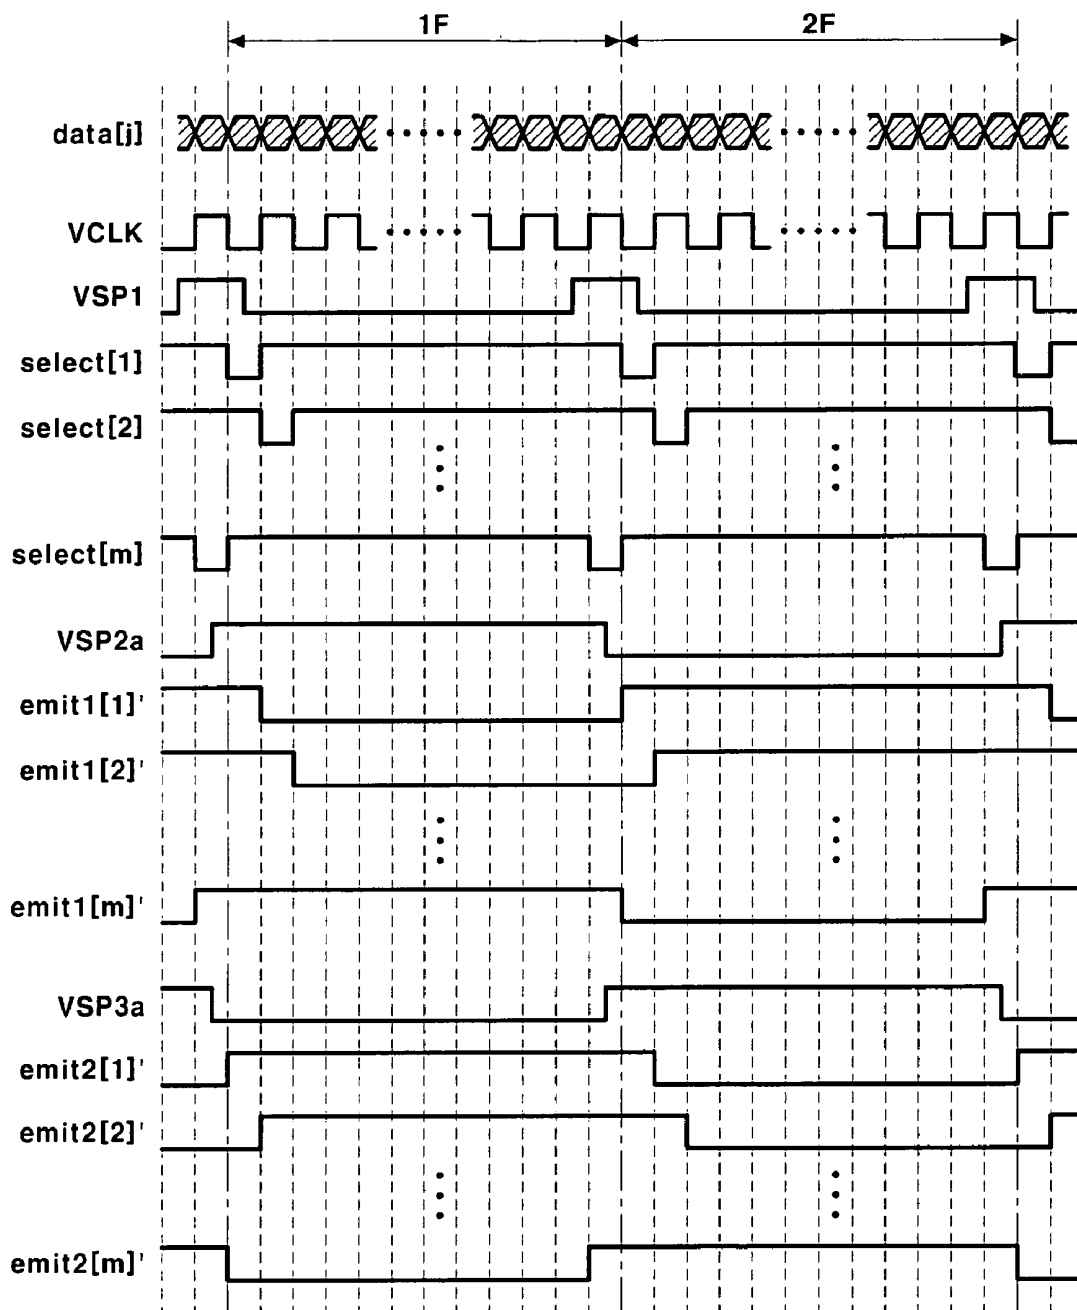 1F 2F
data[j]
VCLK
VSP1
select[1]
select[2]
select[m]
VSP2a
emit1[1]'
emit1[2]'
emit1[m]'
VSP3a
emit2[1]'
emit2[2]'
emit2[m]'